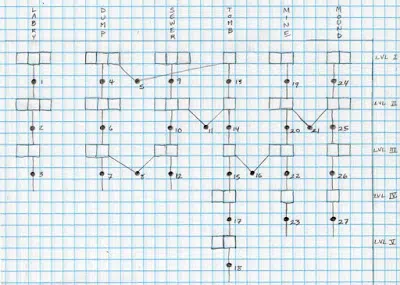 LABRY DUMP SEWER TOMB MINE MOUND
LVL I
1 4 5 9 13 19 24
LVL II
2 6 10 11 14 20 21 25
LVL III
3 7 8 12 15 16 22 26
LVL IV
17 23 27
LVL V
18